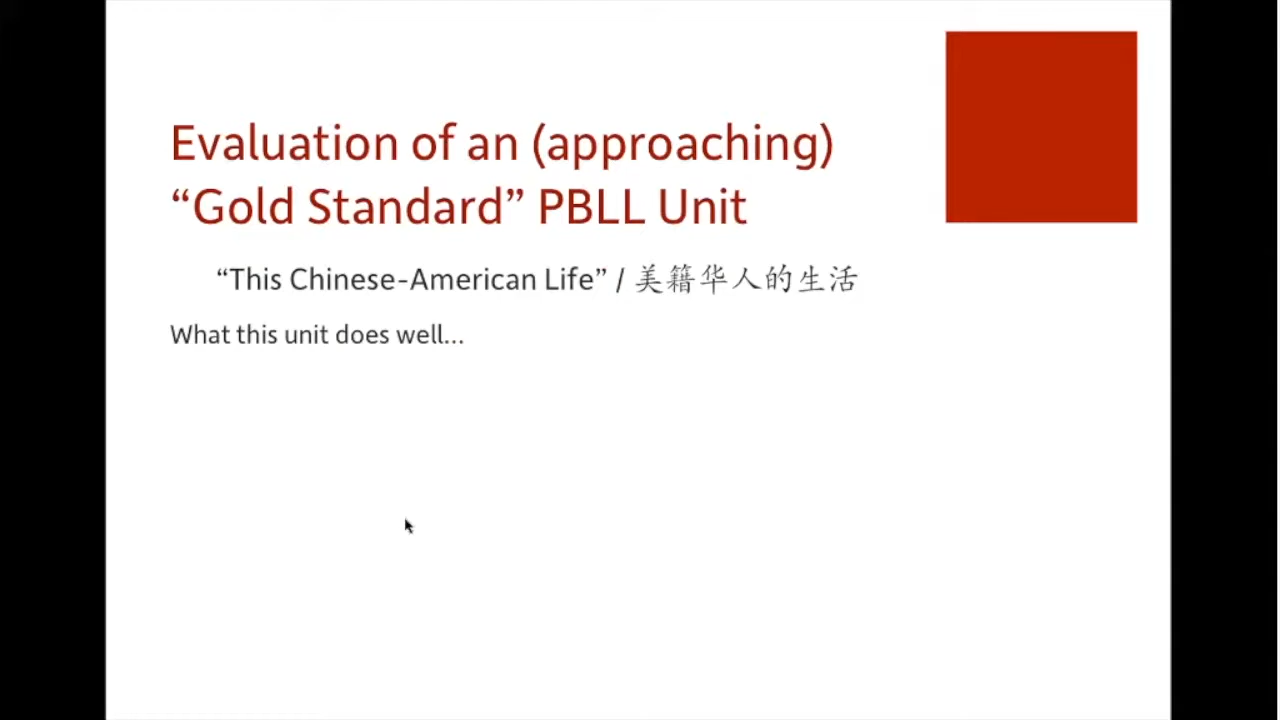 Evaluation of an (approaching)
“Gold Standard” PBLL Unit
“This Chinese-American Life” / 美籍华人的生活
What this unit does well...